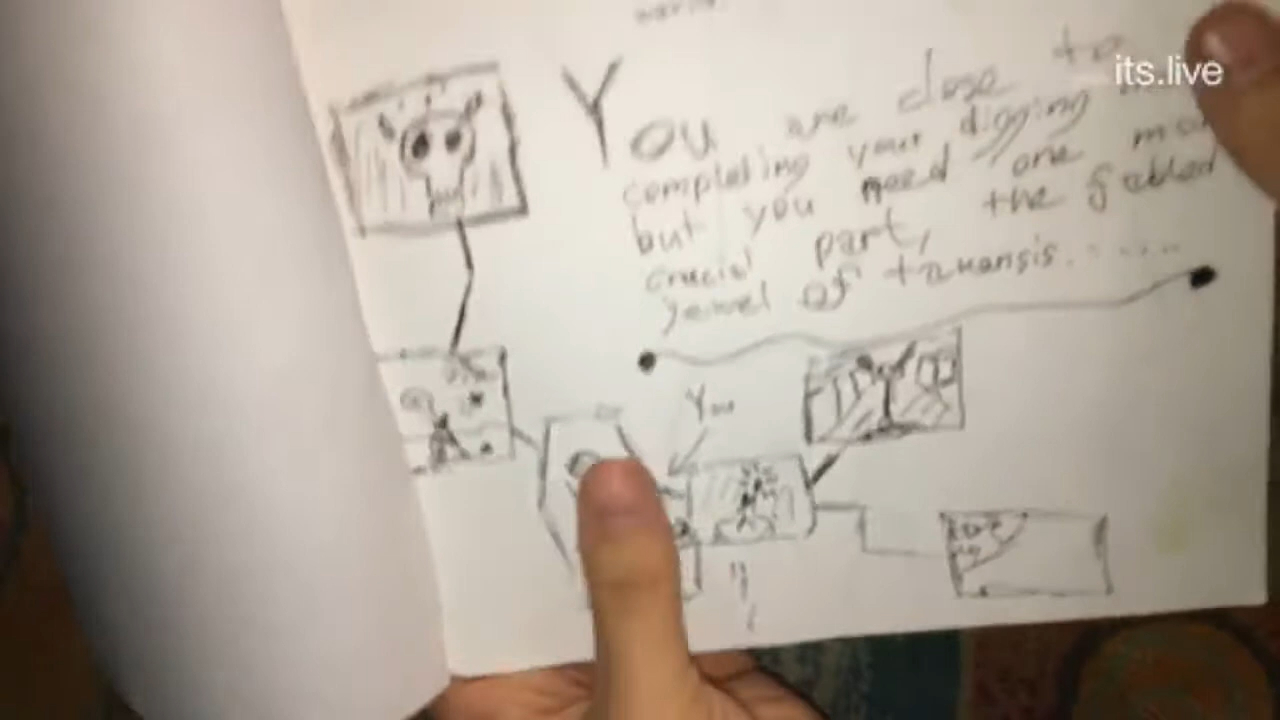 its.live
You are close to
completing your digging
but you need one
crucial part, the fabled
jewel of
You